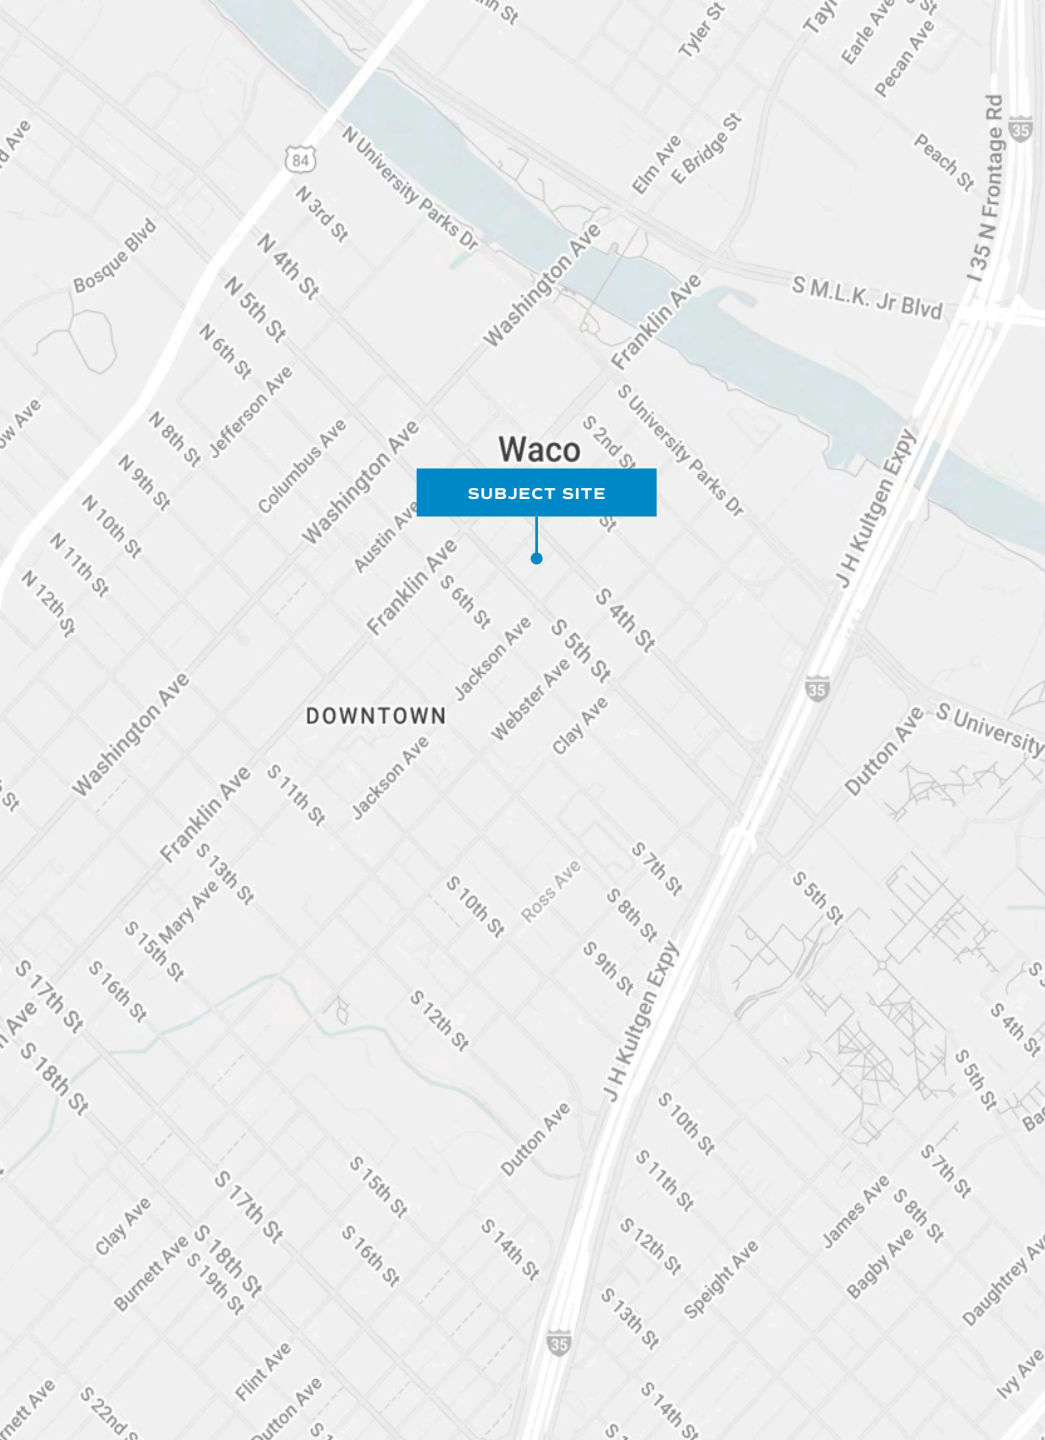 Tyler St
Earle Ave
Pecan Ave
35
Peach St
I 35 N Frontage Rd
84
N University Parks Dr
Elm Ave
E Bridge St
N 3rd St
N 4th St
Bosque Blvd
Washington Ave
S M.L.K. Jr Blvd
N 5th St
Franklin Ave
N 6th St
Jefferson Ave
N 8th St
Columbus Ave
Washington Ave
Waco
S 2nd St
S University Parks Dr
N 9th St
SUBJECT SITE
St
J H Kultgen Expy
N 10th St
Austin Ave
Franklin Ave
N 11th St
N 12th St
S 6th St
S 4th St
Jackson Ave
S 5th St
Webster Ave
35
Clay Ave
Washington Ave
DOWNTOWN
Dutton Ave
S University
Jackson Ave
S 11th St
Franklin Ave
S 13th St
Mary Ave
S 7th St
S 5th St
S 10th St
Ross Ave
S 8th St
S 15th St
S 9th St
S 16th St
S 17th St
S 12th St
J H Kultgen Expy
S 4th St
S 18th St
S 5th St
S 10th St
Dutton Ave
S 11th St
S 7th St
S 15th St
S 17th St
James Ave
S 8th St
Clay Ave
S 18th St
S 16th St
S 14th St
S 12th St
Bagby Ave
Burnett Ave
S 19th St
Speight Ave
Daughtrey Ave
S 13th St
35
Flint Ave
Ivy Ave
S 22nd S
Dutton Ave
S 14th St